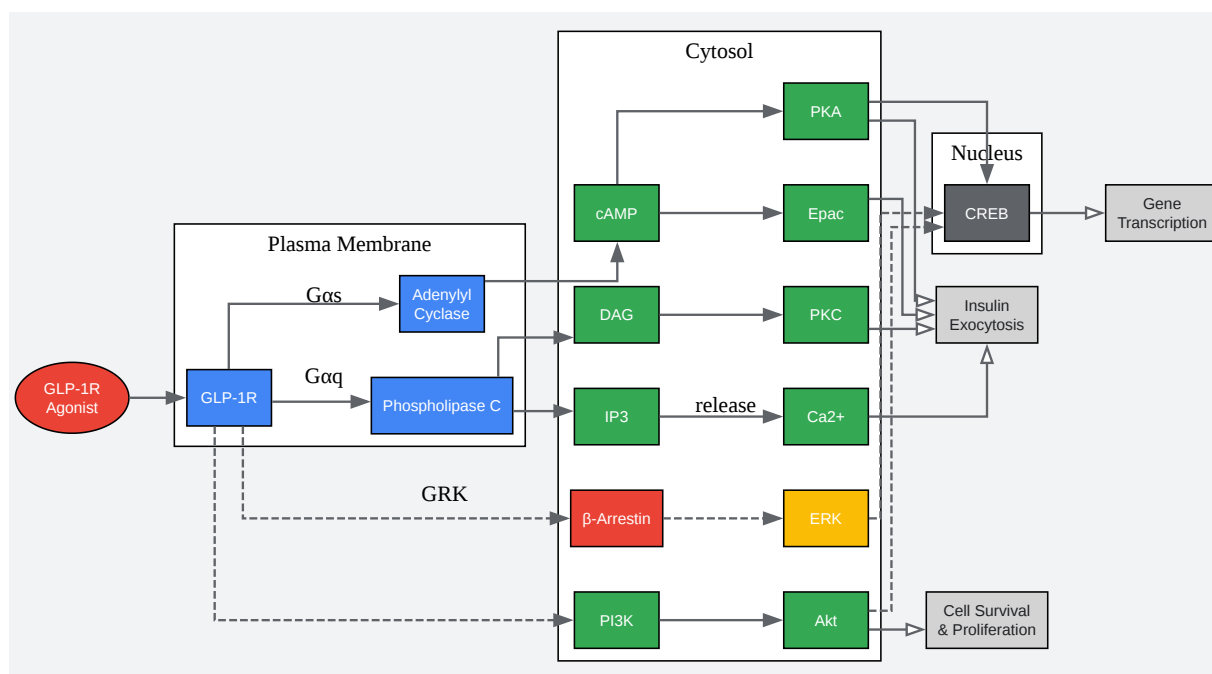 Cytosol
PKA
Nucleus
cAMP
Epac
CREB
Gene
Transcription
Plasma Membrane
Gαs
Adenylyl
Cyclase
DAG
PKC
Insulin
Exocytosis
GLP-1R
Agonist
GLP-1R
Gαq
Phospholipase C
IP3
release
Ca2+
GRK
β-Arrestin
ERK
PI3K
Akt
Cell Survival
& Proliferation